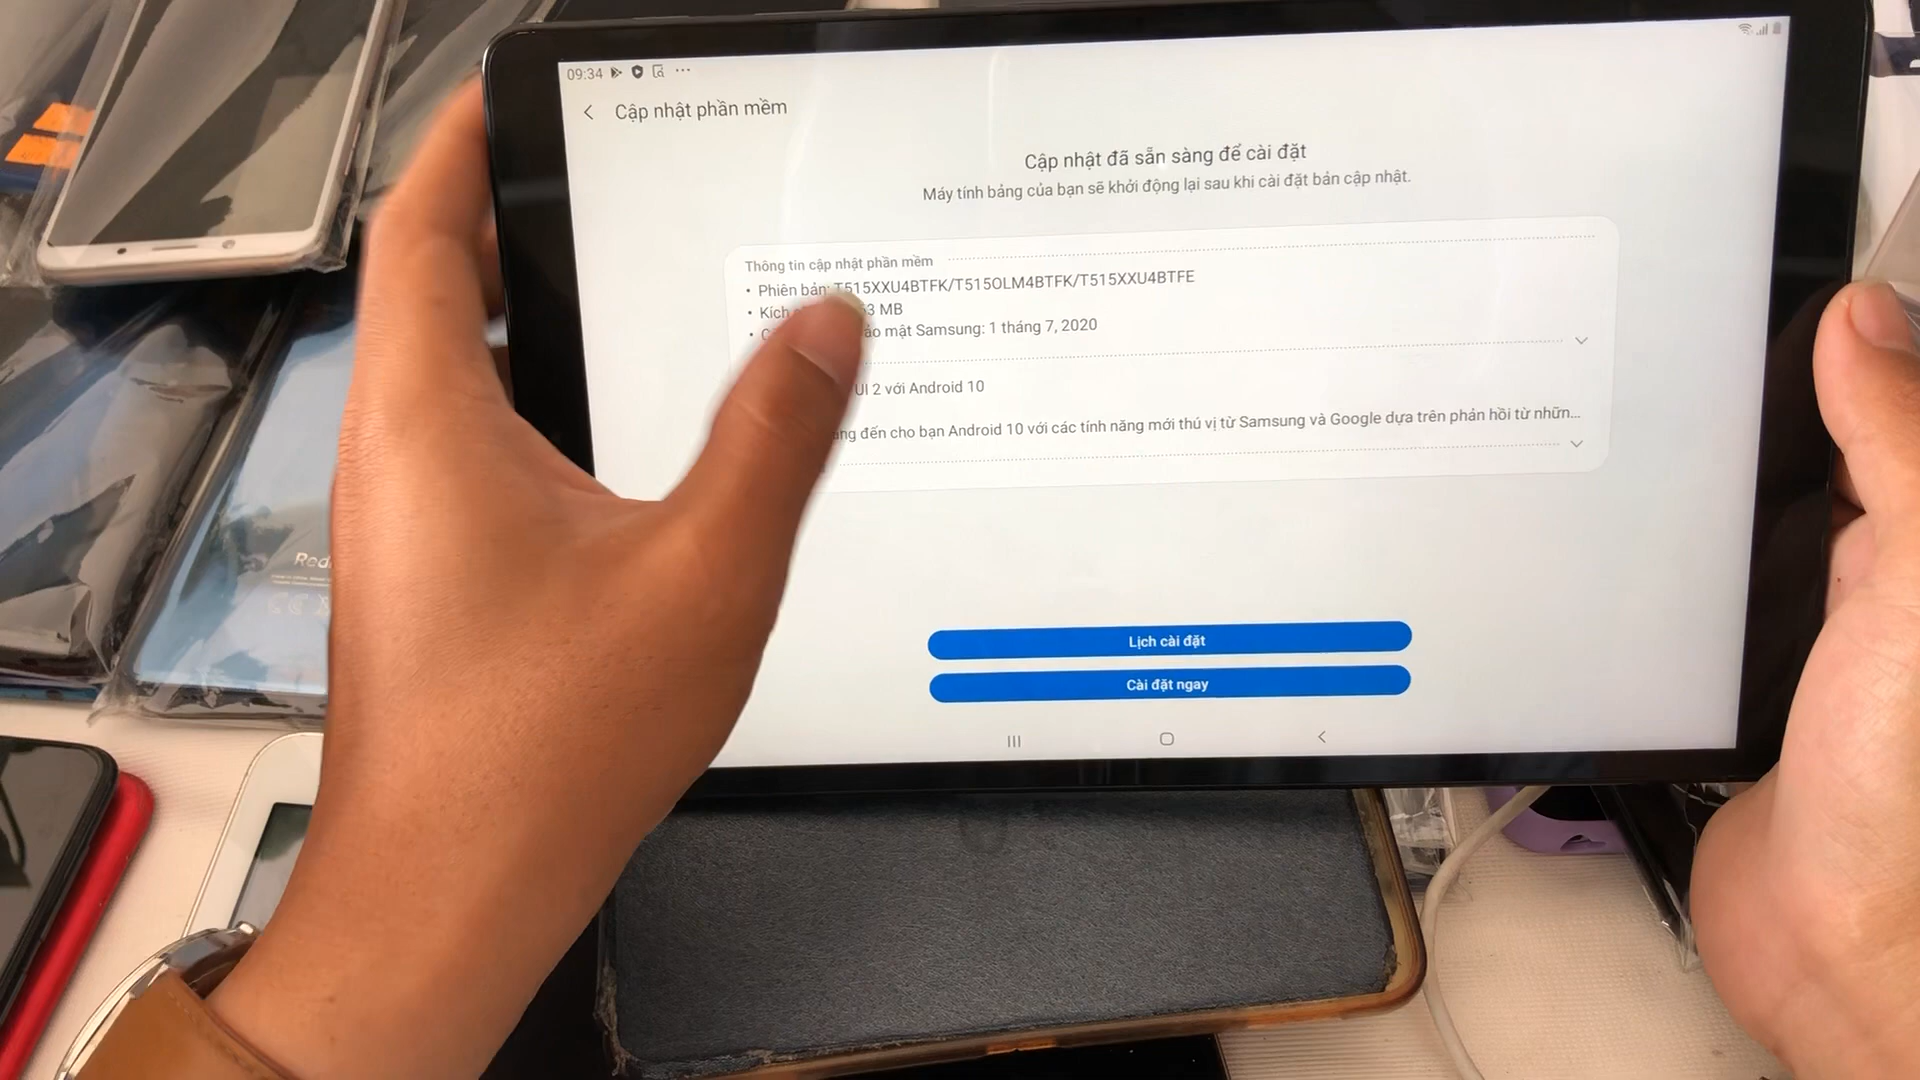 09:34
Cập nhật phần mềm
Cập nhật đã sẵn sàng để cài đặt
Máy tính bảng của bạn sẽ khởi động lại sau khi cài đặt bản cập nhật.
Thông tin cập nhật phần mềm
• Phiên bản: T515XXU4BTFK/T515OLM4BTFK/T515XXU4BTFE
• Kích 3 MB
• mật Samsung: 1 tháng 7, 2020
UI 2 với Android 10
đến cho bạn Android 10 với các tính năng mới thú vị từ Samsung và Google dựa trên phản hồi từ nhữn...
Lịch cài đặt
Cài đặt ngay